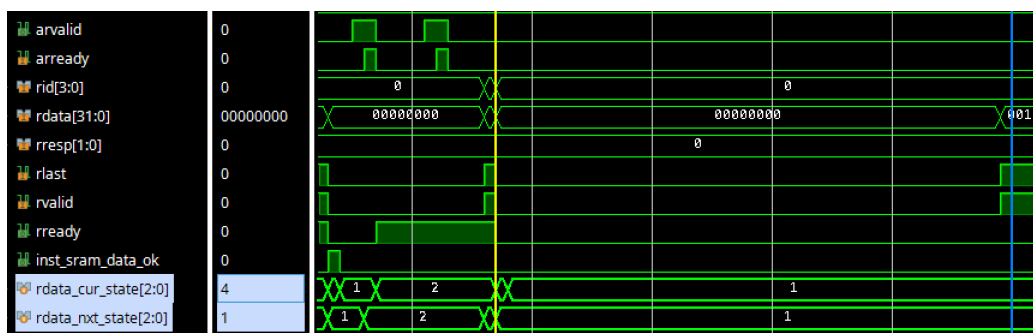 arvalid 0
arready 0
rid[3:0] 0 0 0
rdata[31:0] 00000000 00000000 00000000 001
rresp[1:0] 0 0
rlast 0
rvalid 0
rready 0
inst_sram_data_ok 0
rdata_cur_state[2:0] 4 1 2 1
rdata_nxt_state[2:0] 1 1 2 1